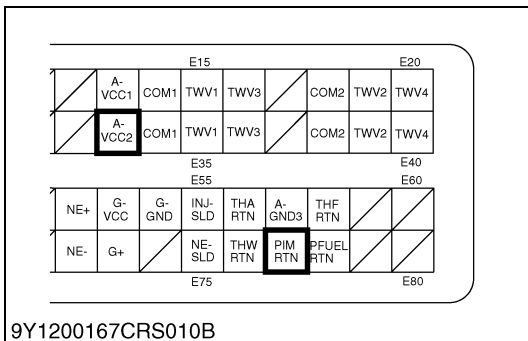 E15 E20
A-VCC1 COM1 TWV1 TWV3 COM2 TWV2 TWV4
A-VCC2 COM1 TWV1 TWV3 COM2 TWV2 TWV4
E35 E40
E55 E60
NE+ G-VCC G-GND INJ-SLD THA RTN A-GND3 THF RTN
NE- G+ NE-SLD THW RTN PIM RTN PFUEL RTN
E75 E80
9Y1200167CRS010B